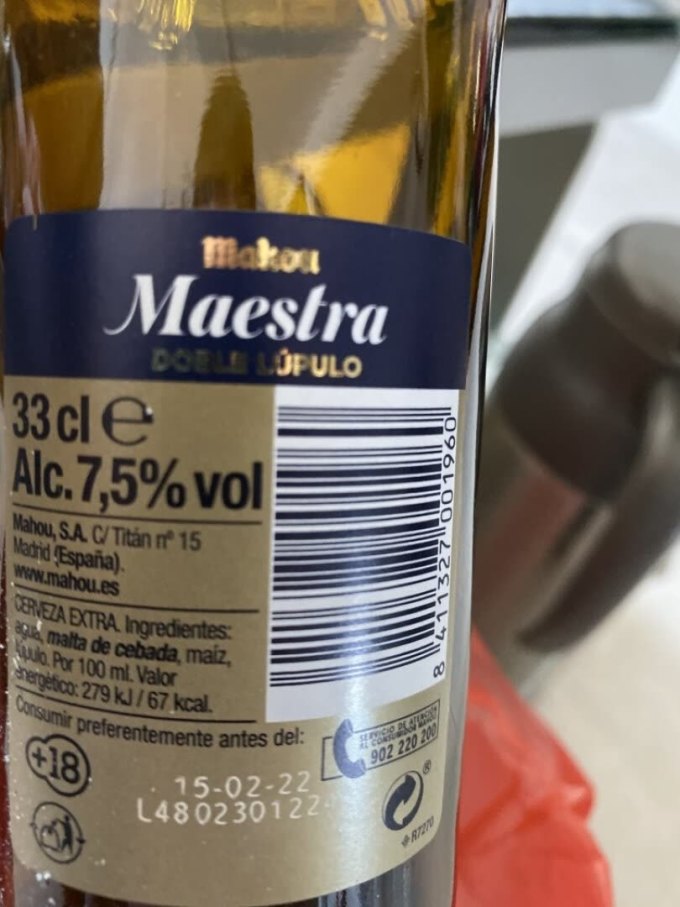 Mahou
Maestra
DOBLE LÚPULO
33 cl e
Alc. 7,5% vol
Mahou, S.A. C/ Titán nº 15
Madrid (España).
www.mahou.es
CERVEZA EXTRA. Ingredientes:
agua, malta de cebada, maíz,
lúpulo. Por 100 ml. Valor
energético: 279 kJ / 67 kcal.
Consumir preferentemente antes del:
8 411327 001960
SERVICIO DE ATENCIÓN
AL CONSUMIDOR MAHOU
902 220 200
+18
15-02-22
L480230122
®
R7270